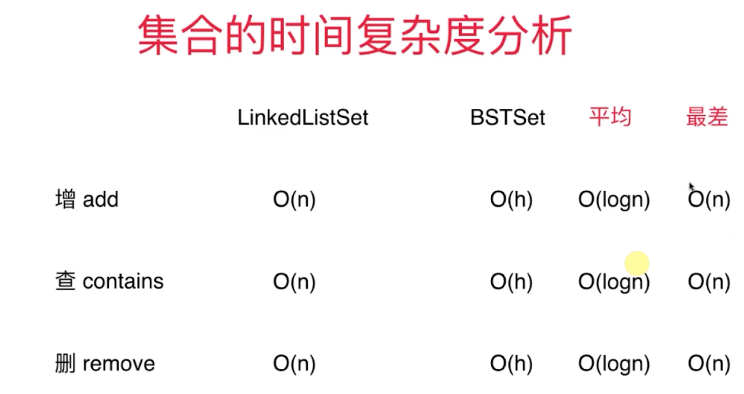 集合的时间复杂度分析
LinkedListSet BSTSet 平均 最差
增 add O(n) O(h) O(logn) O(n)
查 contains O(n) O(h) O(logn) O(n)
删 remove O(n) O(h) O(logn) O(n)